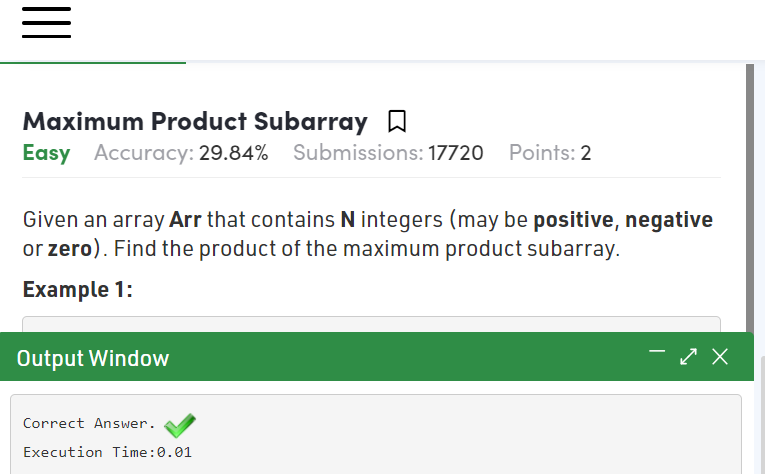 Maximum Product Subarray
Easy Accuracy: 29.84% Submissions: 17720 Points: 2
Given an array Arr that contains N integers (may be positive, negative
or zero). Find the product of the maximum product subarray.
Example 1:
Output Window
Correct Answer.
Execution Time:0.01